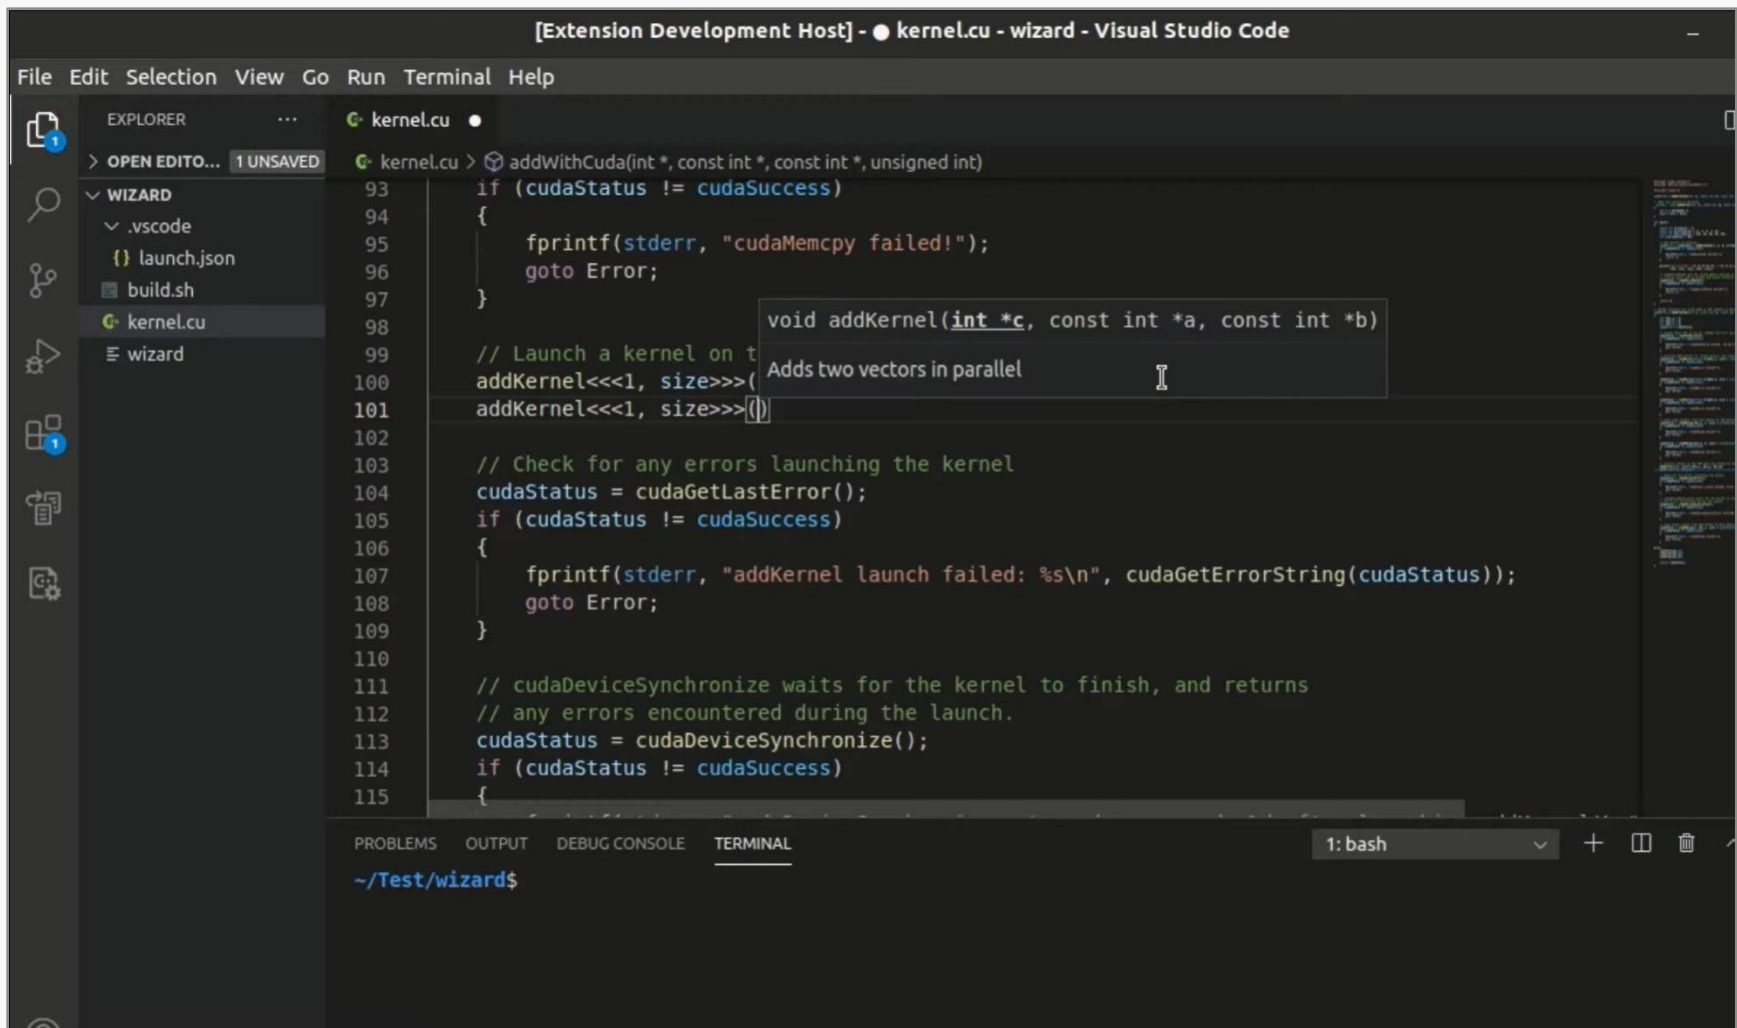 [Extension Development Host] - ● kernel.cu - wizard - Visual Studio Code
File Edit Selection View Go Run Terminal Help
EXPLORER ···
OPEN EDITO... 1 UNSAVED
WIZARD
.vscode
{} launch.json
build.sh
kernel.cu
wizard
1
1
kernel.cu ●
kernel.cu > addWithCuda(int *, const int *, const int *, unsigned int)
93 if (cudaStatus != cudaSuccess)
94 {
95 fprintf(stderr, "cudaMemcpy failed!");
96 goto Error;
97 }
98
99 // Launch a kernel on t
100 addKernel<<<1, size>>>(
101 addKernel<<<1, size>>>()
void addKernel(int *c, const int *a, const int *b)
Adds two vectors in parallel
102
103 // Check for any errors launching the kernel
104 cudaStatus = cudaGetLastError();
105 if (cudaStatus != cudaSuccess)
106 {
107 fprintf(stderr, "addKernel launch failed: %s\n", cudaGetErrorString(cudaStatus));
108 goto Error;
109 }
110
111 // cudaDeviceSynchronize waits for the kernel to finish, and returns
112 // any errors encountered during the launch.
113 cudaStatus = cudaDeviceSynchronize();
114 if (cudaStatus != cudaSuccess)
115 {
PROBLEMS OUTPUT DEBUG CONSOLE TERMINAL 1: bash
~/Test/wizard$